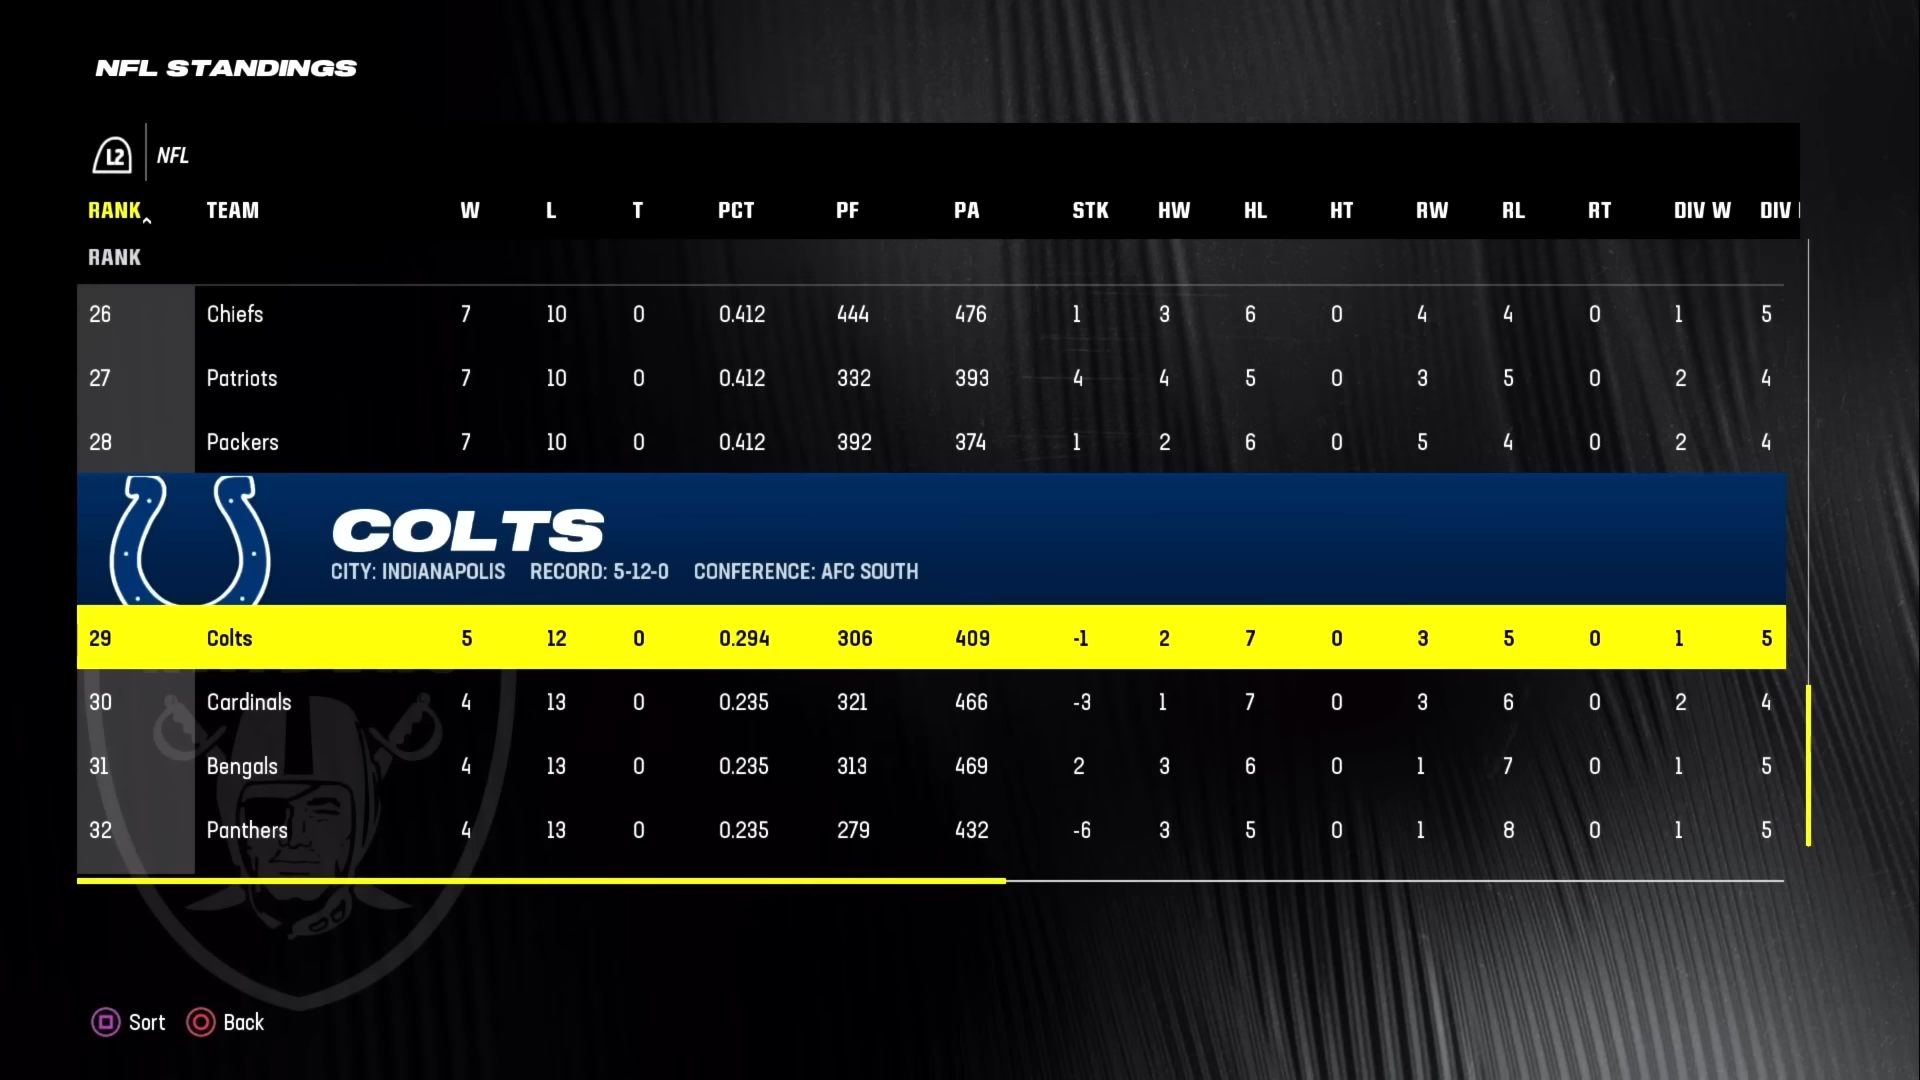 NFL STANDINGS
L2 NFL
RANK TEAM W L T PCT PF PA STK HW HL HT RW RL RT DIV W DIV
RANK
26 Chiefs 7 10 0 0.412 444 476 1 3 6 0 4 4 0 1 5
27 Patriots 7 10 0 0.412 332 393 4 4 5 0 3 5 0 2 4
28 Packers 7 10 0 0.412 392 374 1 2 6 0 5 4 0 2 4
COLTS
CITY: INDIANAPOLIS RECORD: 5-12-0 CONFERENCE: AFC SOUTH
29 Colts 5 12 0 0.294 306 409 -1 2 7 0 3 5 0 1 5
30 Cardinals 4 13 0 0.235 321 466 -3 1 7 0 3 6 0 2 4
31 Bengals 4 13 0 0.235 313 469 2 3 6 0 1 7 0 1 5
32 Panthers 4 13 0 0.235 279 432 -6 3 5 0 1 8 0 1 5
Sort Back